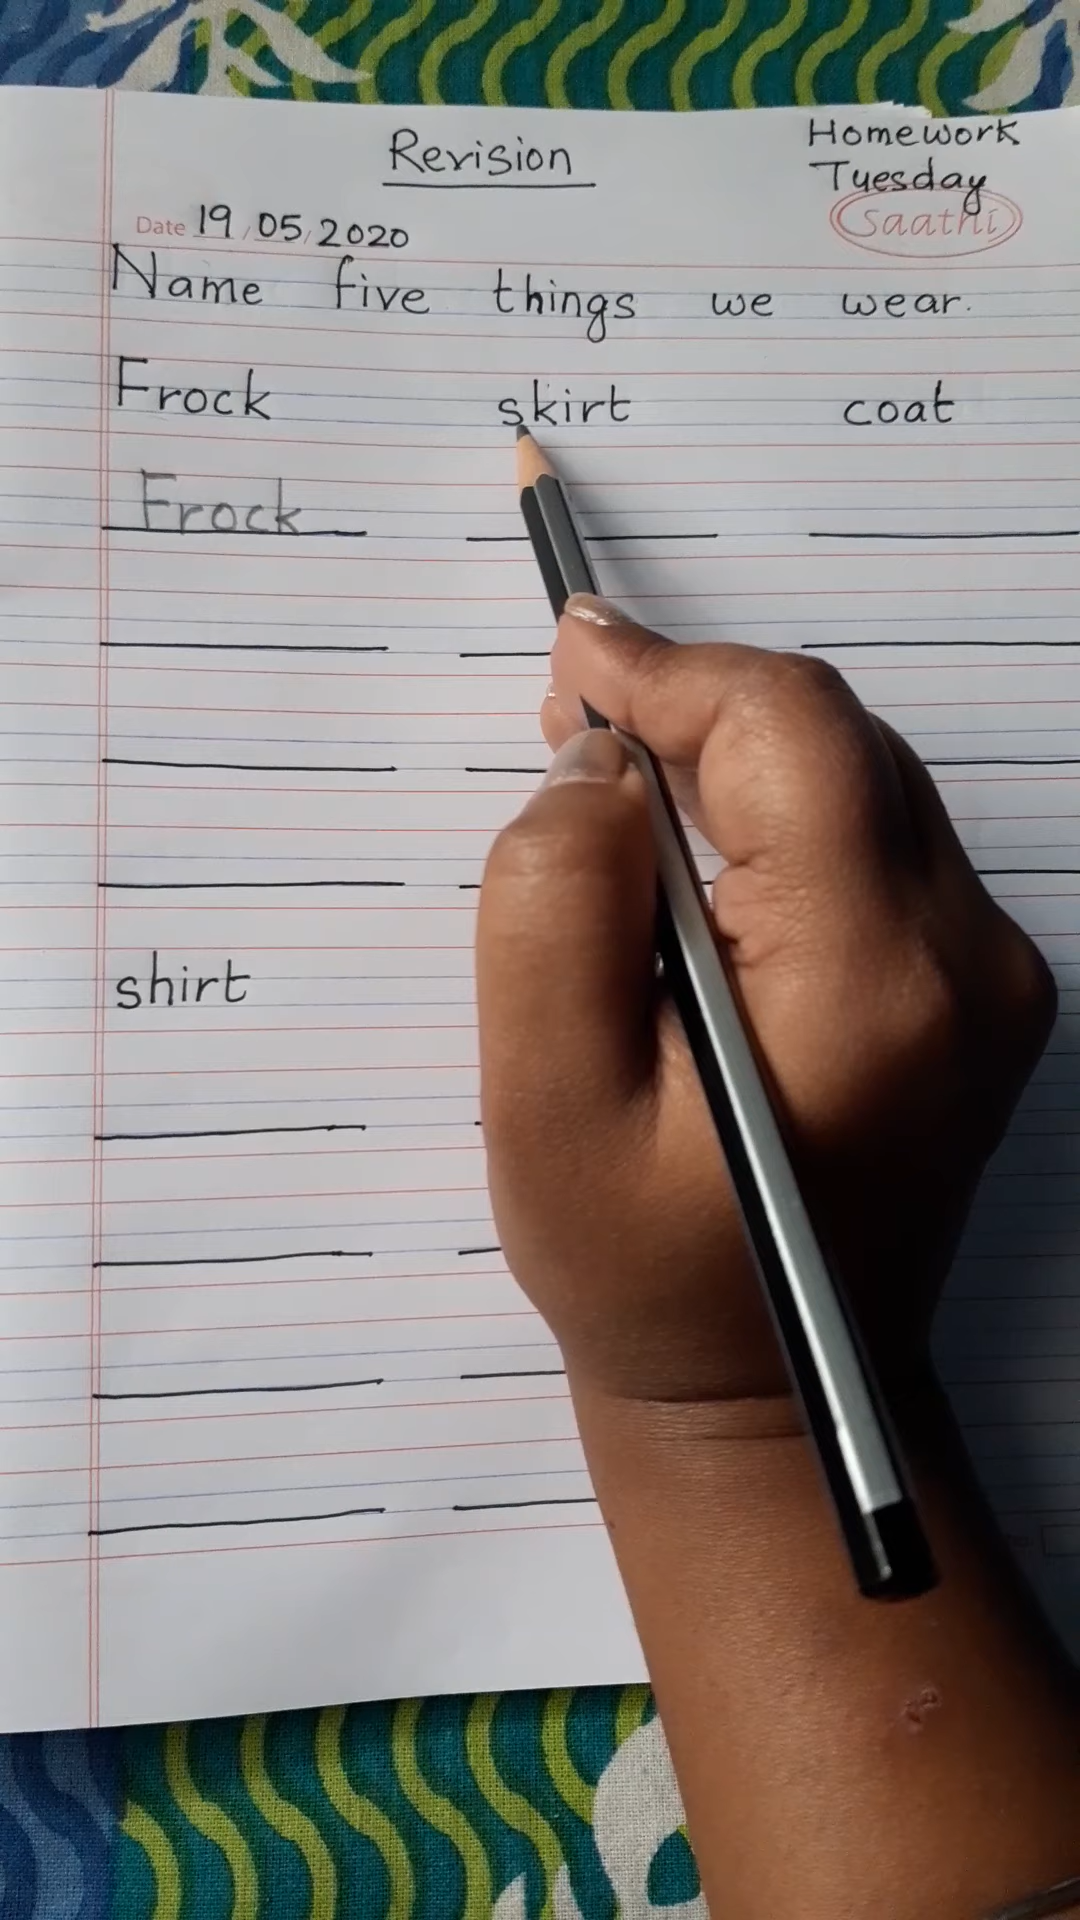 Revision
Homework
Tuesday
saathi
Date 19/05/2020
Name five things we wear.
Frock skirt coat
Frock
shirt